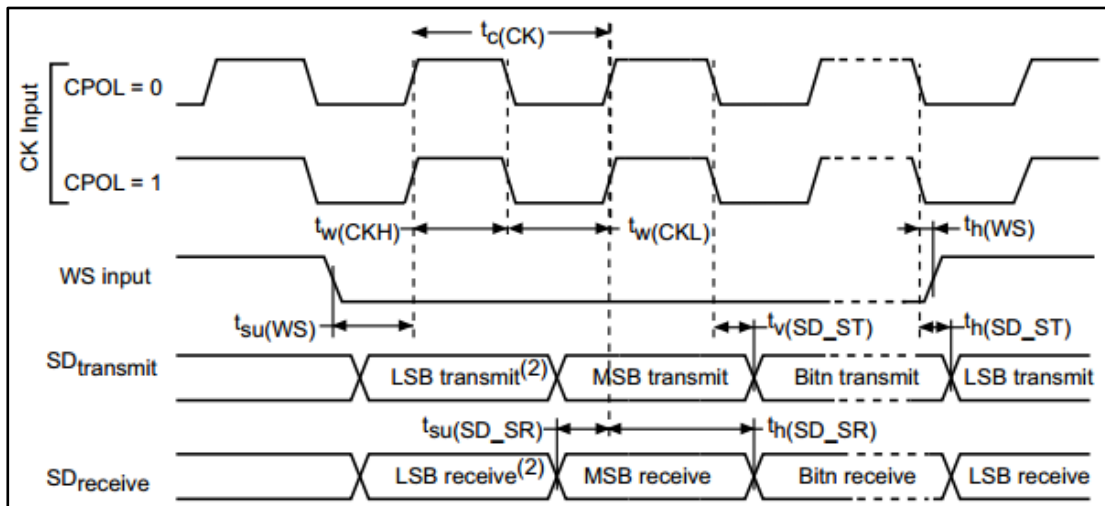 tc(CK)
CK Input
CPOL = 0
CPOL = 1
tw(CKH)
tw(CKL)
th(WS)
WS input
tsu(WS)
tv(SD_ST)
th(SD_ST)
SDtransmit
LSB transmit(2)
MSB transmit
Bitn transmit
LSB transmit
tsu(SD_SR)
th(SD_SR)
SDreceive
LSB receive(2)
MSB receive
Bitn receive
LSB receive